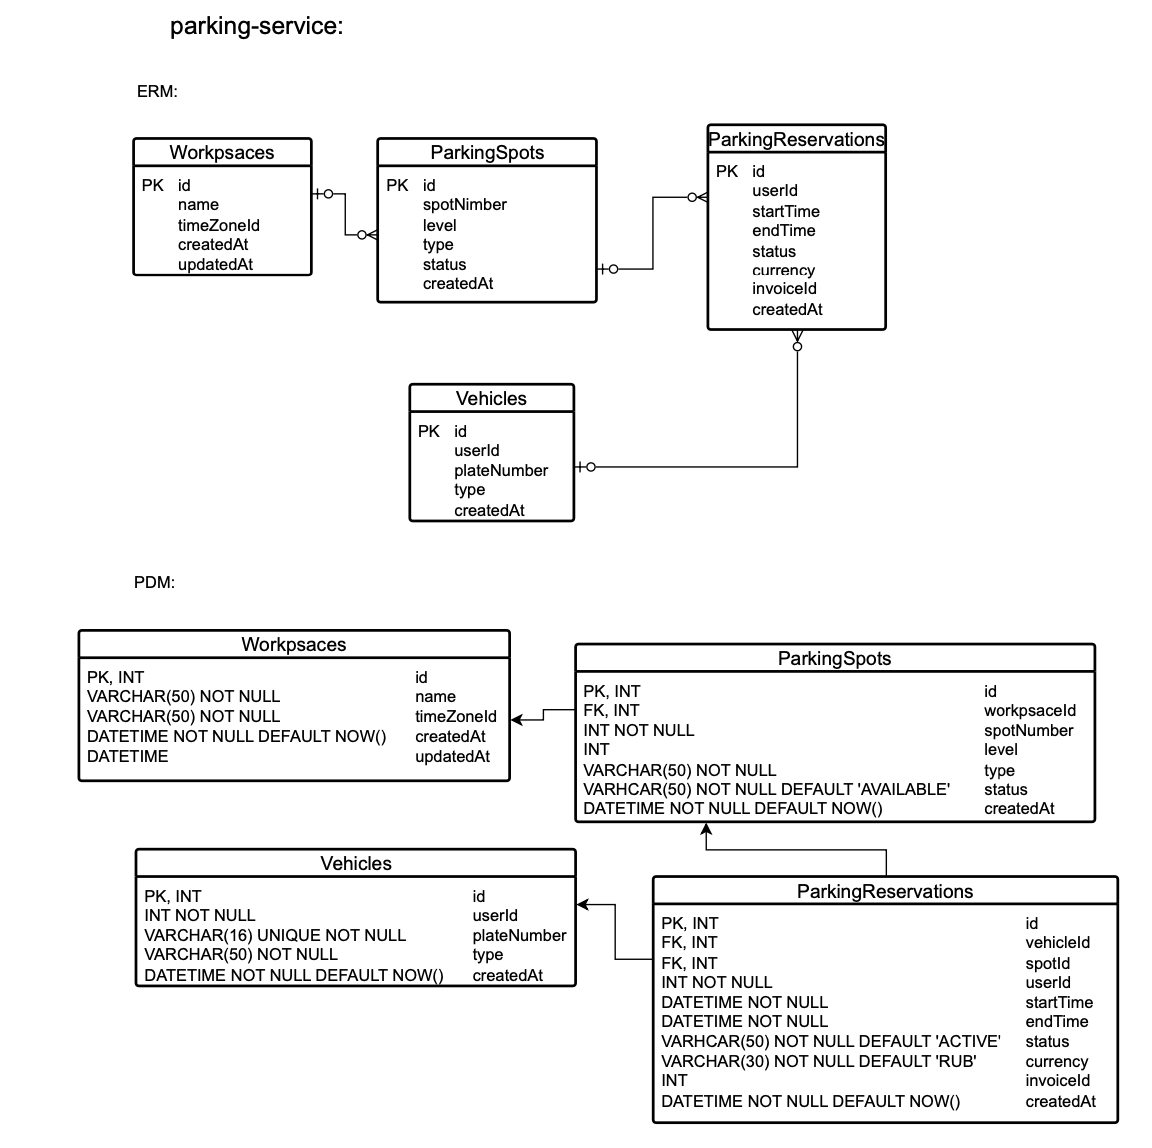 parking-service:
ERM:
Workpsaces
PK id
name
timeZoneId
createdAt
updatedAt
ParkingSpots
PK id
spotNimber
level
type
status
createdAt
ParkingReservations
PK id
userId
startTime
endTime
status
currency
invoiceId
createdAt
Vehicles
PK id
userId
plateNumber
type
createdAt
PDM:
Workpsaces
PK, INT id
VARCHAR(50) NOT NULL name
VARCHAR(50) NOT NULL timeZoneId
DATETIME NOT NULL DEFAULT NOW() createdAt
DATETIME updatedAt
ParkingSpots
PK, INT id
FK, INT workpsaceId
INT NOT NULL spotNumber
INT level
VARCHAR(50) NOT NULL type
VARHCAR(50) NOT NULL DEFAULT 'AVAILABLE' status
DATETIME NOT NULL DEFAULT NOW() createdAt
Vehicles
PK, INT id
INT NOT NULL userId
VARCHAR(16) UNIQUE NOT NULL plateNumber
VARCHAR(50) NOT NULL type
DATETIME NOT NULL DEFAULT NOW() createdAt
ParkingReservations
PK, INT id
FK, INT vehicleId
FK, INT spotId
INT NOT NULL userId
DATETIME NOT NULL startTime
DATETIME NOT NULL endTime
VARHCAR(50) NOT NULL DEFAULT 'ACTIVE' status
VARCHAR(30) NOT NULL DEFAULT 'RUB' currency
INT invoiceId
DATETIME NOT NULL DEFAULT NOW() createdAt